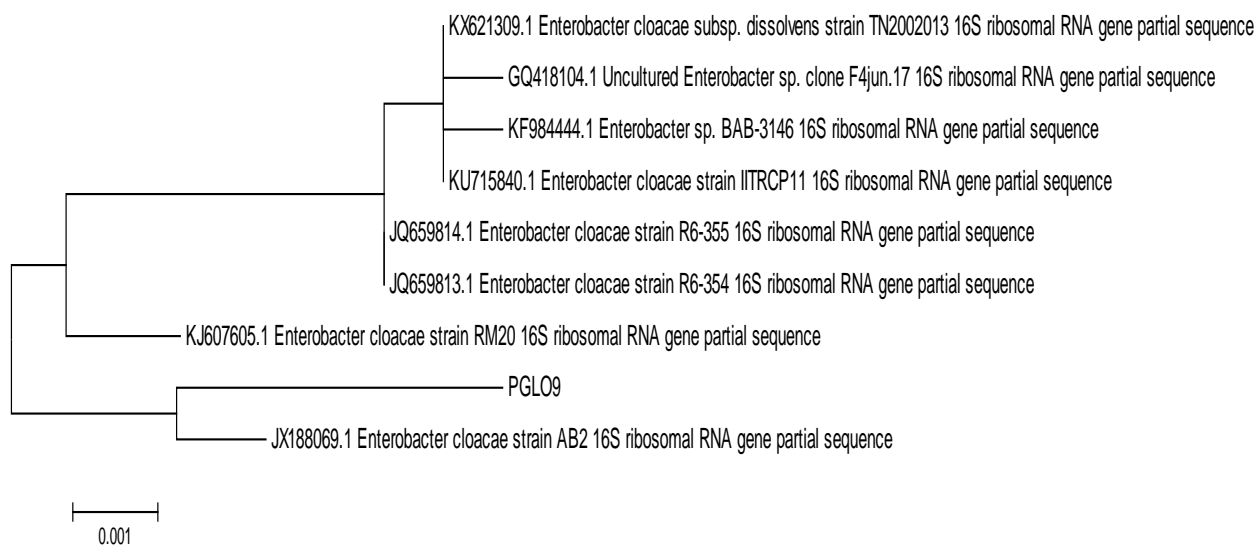 KX621309.1 Enterobacter cloacae subsp. dissolvens strain TN2002013 16S ribosomal RNA gene partial sequence
GQ418104.1 Uncultured Enterobacter sp. clone F4jun.17 16S ribosomal RNA gene partial sequence
KF984444.1 Enterobacter sp. BAB-3146 16S ribosomal RNA gene partial sequence
KU715840.1 Enterobacter cloacae strain IITRCP11 16S ribosomal RNA gene partial sequence
JQ659814.1 Enterobacter cloacae strain R6-355 16S ribosomal RNA gene partial sequence
JQ659813.1 Enterobacter cloacae strain R6-354 16S ribosomal RNA gene partial sequence
KJ607605.1 Enterobacter cloacae strain RM20 16S ribosomal RNA gene partial sequence
PGLO9
JX188069.1 Enterobacter cloacae strain AB2 16S ribosomal RNA gene partial sequence
0.001